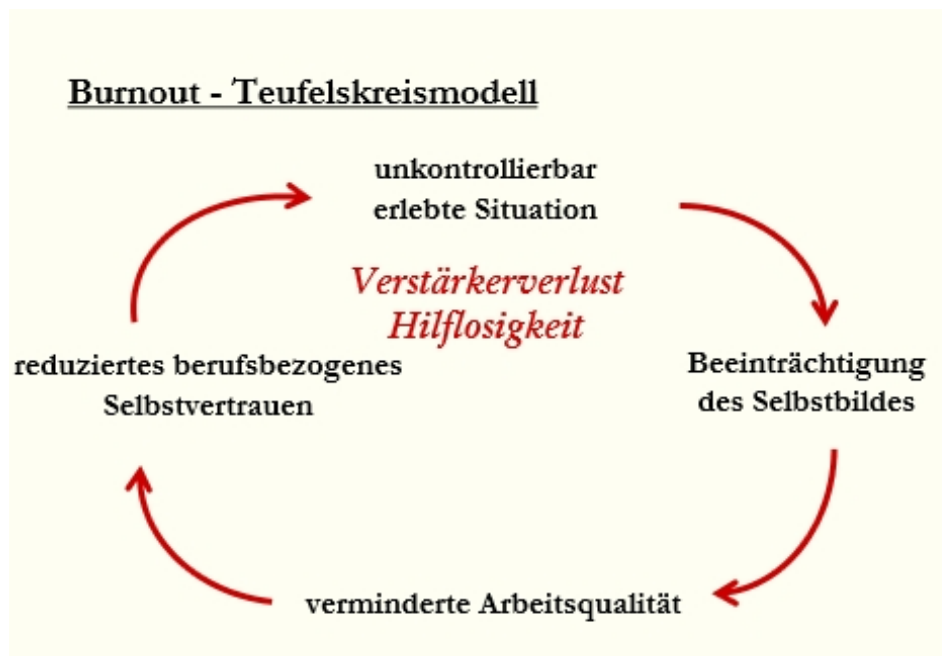 Burnout - Teufelskreismodell
unkontrollierbar
erlebte Situation
Verstärkerverlust
Hilflosigkeit
reduziertes berufsbezogenes
Selbstvertrauen
Beeinträchtigung
des Selbstbildes
verminderte Arbeitsqualität